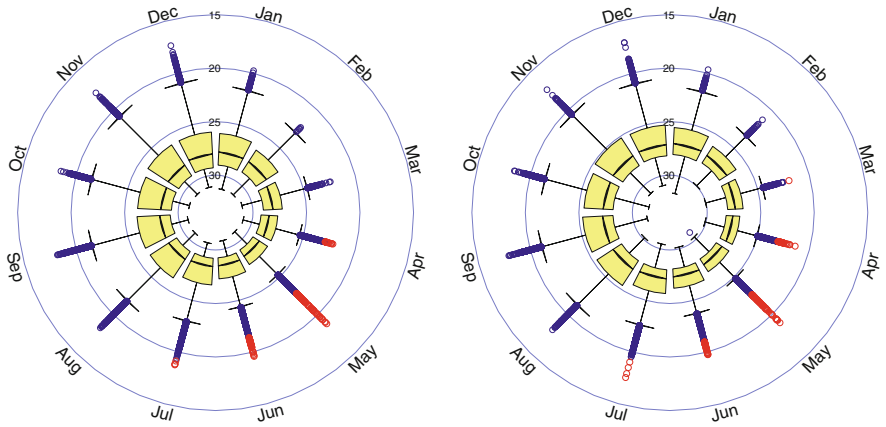 15
20
25
30
Jan
Feb
Mar
Apr
May
Jun
Jul
Aug
Sep
Oct
Nov
Dec
15
20
25
30
Jan
Feb
Mar
Apr
May
Jun
Jul
Aug
Sep
Oct
Nov
Dec